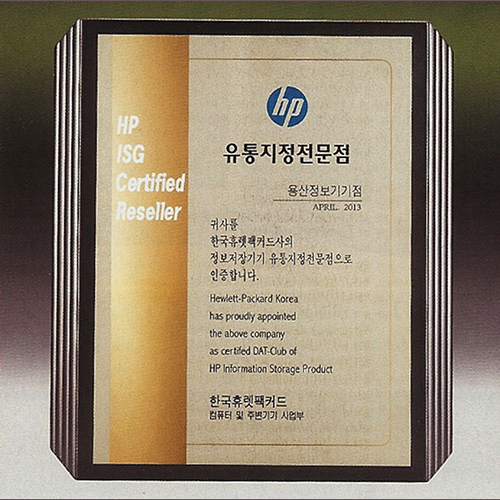 HP
ISG
Certified
Reseller
hp
유통지정전문점
용산정보기기점
APRIL. 2013
귀사를
한국휴렛팩커드사의
정보저장기기 유통지정전문점으로
인증합니다.
Hewlett-Packard Korea
has proudly appointed
the above company
as certifed DAT-Club of
HP Information Storage Product
한국휴렛팩커드
컴퓨터 및 주변기기 사업부